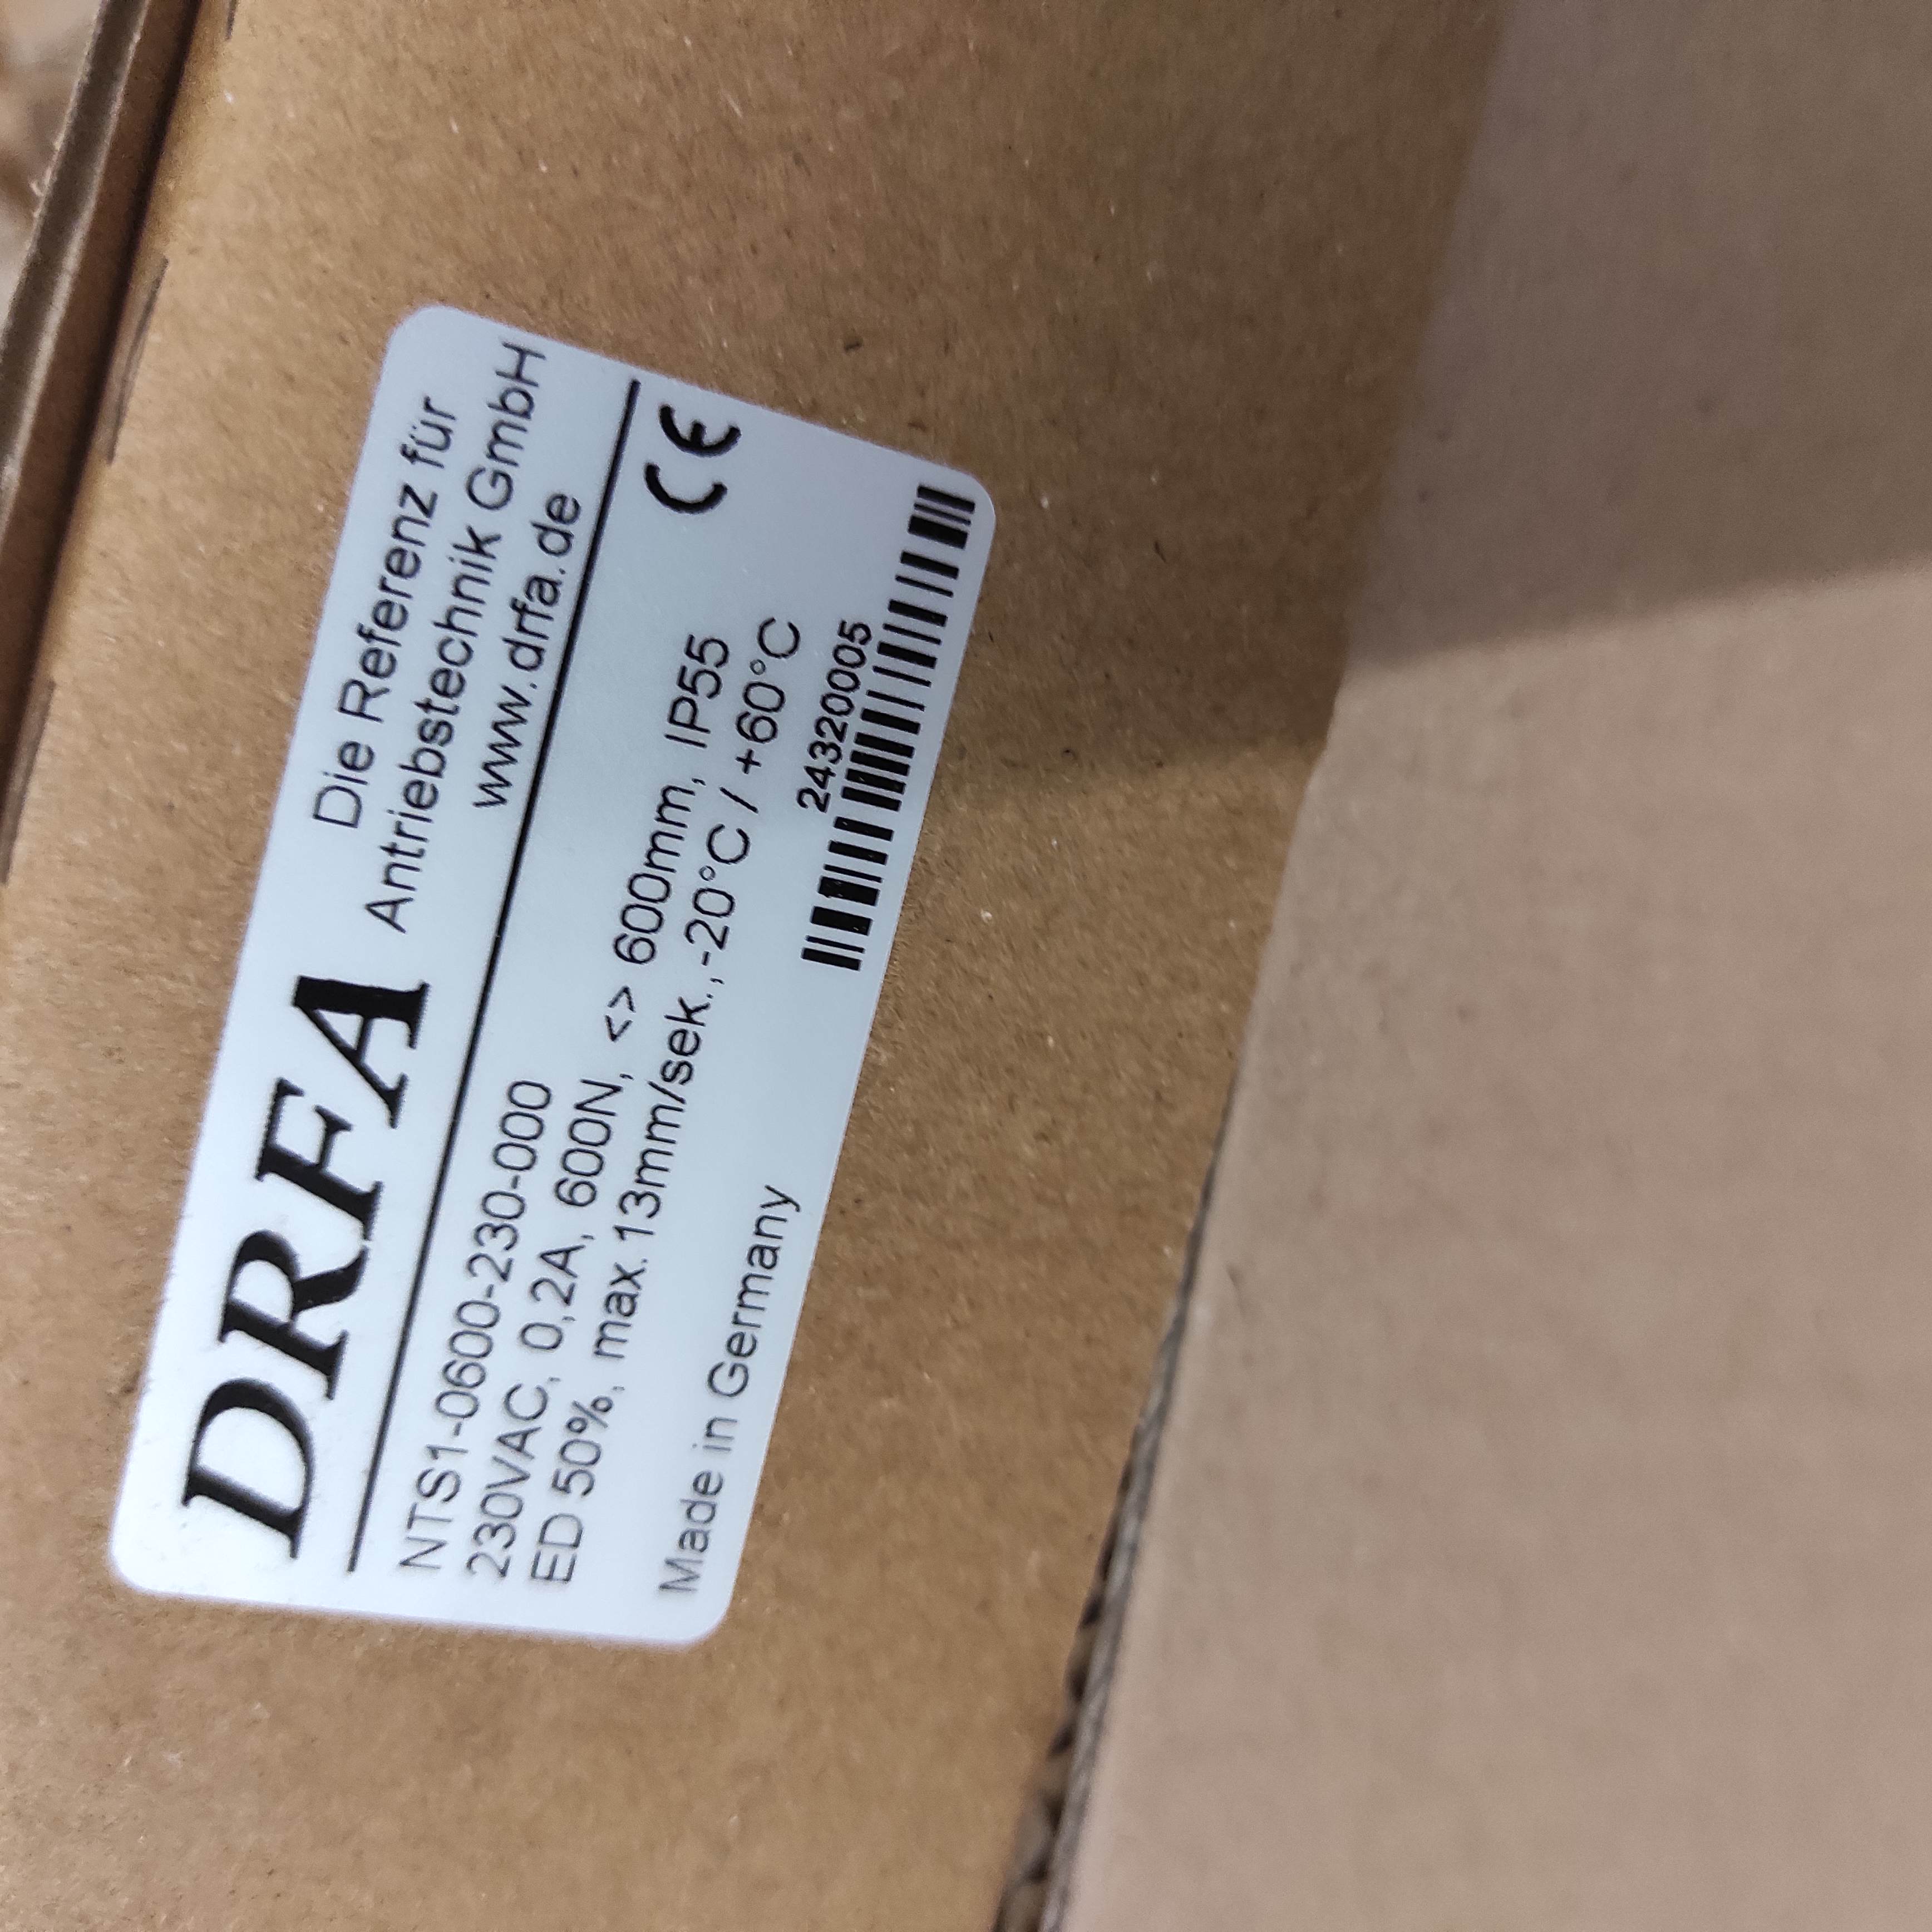 DRFA
Die Referenz für
Antriebstechnik GmbH
www.drfa.de
NTS1-0600-230-000
230VAC, 0,2A, 600N, <> 600mm, IP55
ED 50%, max.13mm/sek.,-20°C / +60°C
CE
Made in Germany
24320005